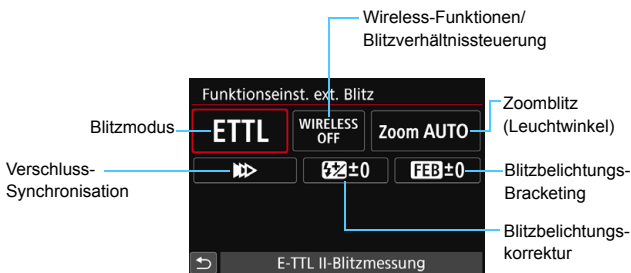 Wireless-Funktionen/
Blitzverhältnissteuerung
Funktionseinst. ext. Blitz
Blitzmodus
ETTL
WIRELESS
OFF
Zoom AUTO
Zoomblitz
(Leuchtwinkel)
Verschluss-
Synchronisation
±0
FEB±0
Blitzbelichtungs-
Bracketing
Blitzbelichtungs-
korrektur
E-TTL II-Blitzmessung